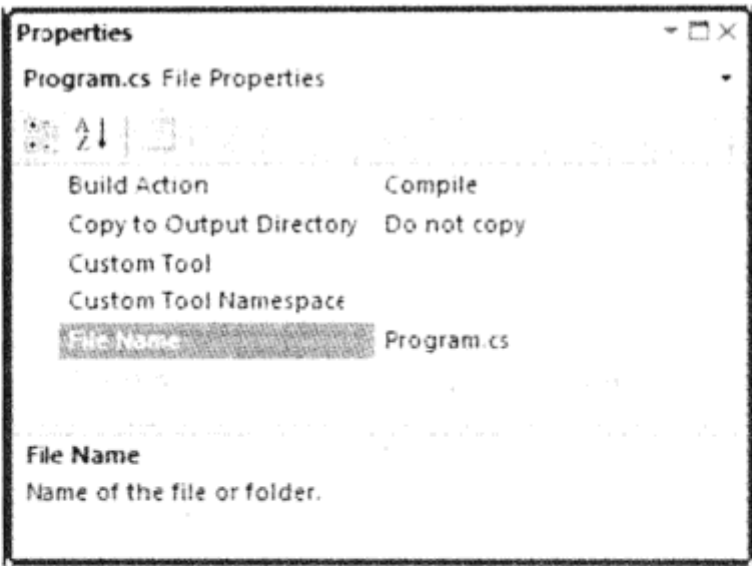 Properties
Program.cs File Properties
A
Z
Build Action Compile
Copy to Output Directory Do not copy
Custom Tool
Custom Tool Namespace
File Name Program.cs
File Name
Name of the file or folder.